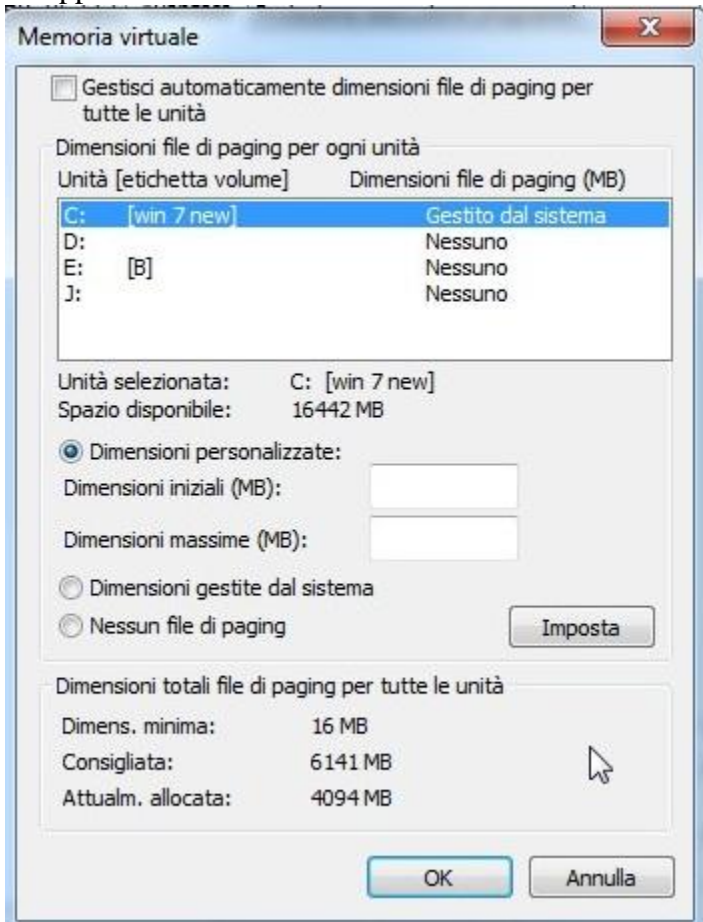 Memoria virtuale
Gestisci automaticamente dimensioni file di paging per
tutte le unità
Dimensioni file di paging per ogni unità
Unità [etichetta volume] Dimensioni file di paging (MB)
C: [win 7 new] Gestito dal sistema
D: Nessuno
E: [B] Nessuno
J: Nessuno
Unità selezionata: C: [win 7 new]
Spazio disponibile: 16442 MB
Dimensioni personalizzate:
Dimensioni iniziali (MB):
Dimensioni massime (MB):
Dimensioni gestite dal sistema
Nessun file di paging
Imposta
Dimensioni totali file di paging per tutte le unità
Dimens. minima: 16 MB
Consigliata: 6141 MB
Attualm. allocata: 4094 MB
OK Annulla